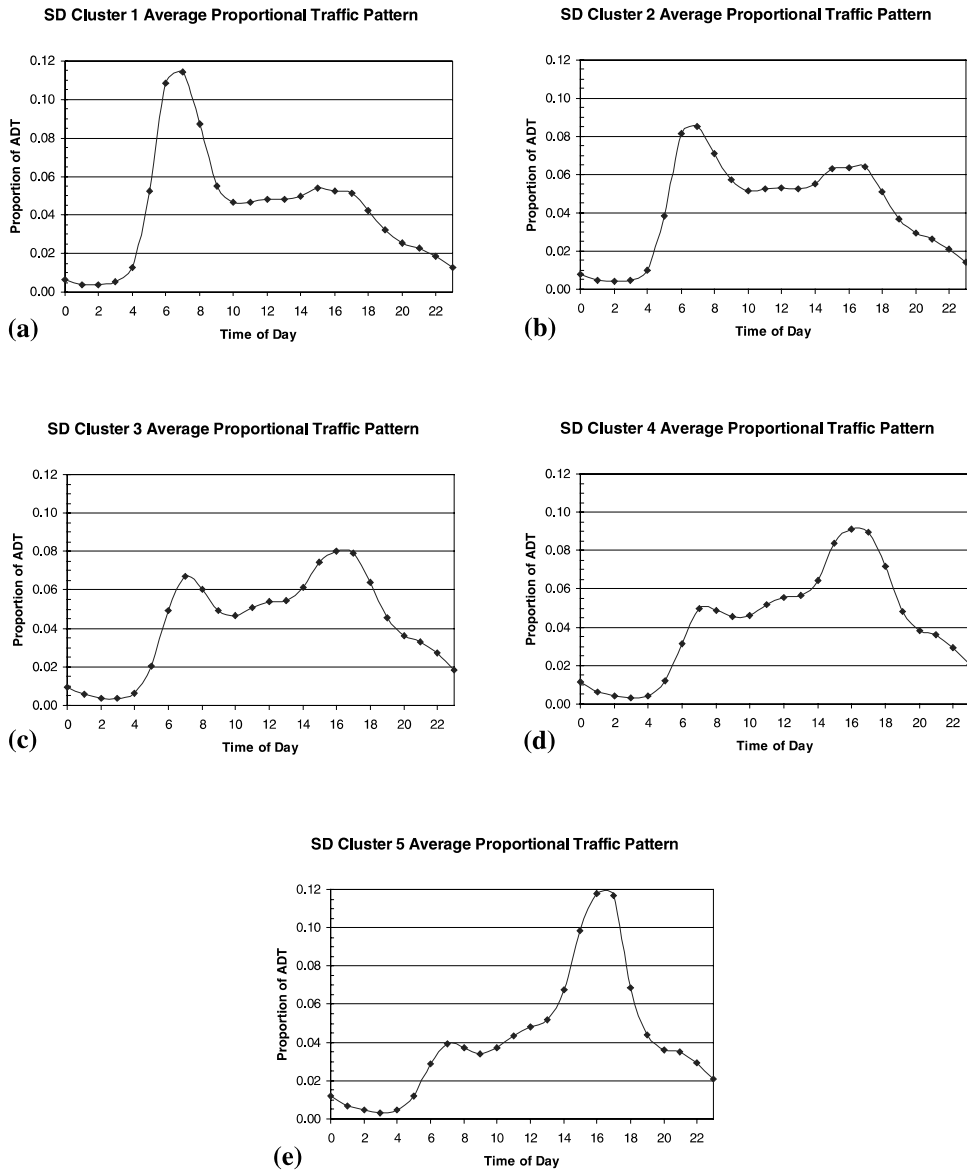 SD Cluster 1 Average Proportional Traffic Pattern
Proportion of ADT
0.12
0.10
0.08
0.06
0.04
0.02
0.00
0 2 4 6 8 10 12 14 16 18 20 22
Time of Day
(a)
SD Cluster 2 Average Proportional Traffic Pattern
Proportion of ADT
0.12
0.10
0.08
0.06
0.04
0.02
0.00
0 2 4 6 8 10 12 14 16 18 20 22
Time of Day
(b)
SD Cluster 3 Average Proportional Traffic Pattern
Proportion of ADT
0.12
0.10
0.08
0.06
0.04
0.02
0.00
0 2 4 6 8 10 12 14 16 18 20 22
Time of Day
(c)
SD Cluster 4 Average Proportional Traffic Pattern
Proportion of ADT
0.12
0.10
0.08
0.06
0.04
0.02
0.00
0 2 4 6 8 10 12 14 16 18 20 22
Time of Day
(d)
SD Cluster 5 Average Proportional Traffic Pattern
Proportion of ADT
0.12
0.10
0.08
0.06
0.04
0.02
0.00
0 2 4 6 8 10 12 14 16 18 20 22
Time of Day
(e)